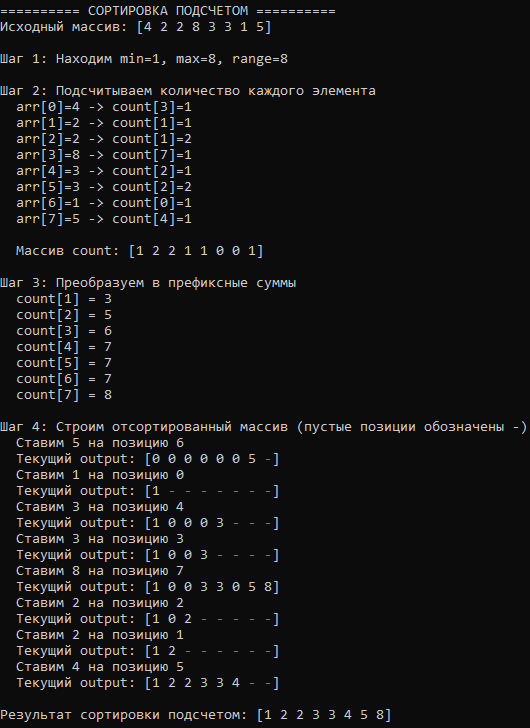 ========== СОРТИРОВКА ПОДСЧЕТОМ ==========
Исходный массив: [4 2 2 8 3 3 1 5]
Шаг 1: Находим min=1, max=8, range=8
Шаг 2: Подсчитываем количество каждого элемента
arr[0]=4 -> count[3]=1
arr[1]=2 -> count[1]=1
arr[2]=2 -> count[1]=2
arr[3]=8 -> count[7]=1
arr[4]=3 -> count[2]=1
arr[5]=3 -> count[2]=2
arr[6]=1 -> count[0]=1
arr[7]=5 -> count[4]=1
Массив count: [1 2 2 1 1 0 0 1]
Шаг 3: Преобразуем в префиксные суммы
count[1] = 3
count[2] = 5
count[3] = 6
count[4] = 7
count[5] = 7
count[6] = 7
count[7] = 8
Шаг 4: Строим отсортированный массив (пустые позиции обозначены -)
Ставим 5 на позицию 6
Текущий output: [0 0 0 0 0 0 5 -]
Ставим 1 на позицию 0
Текущий output: [1 - - - - - - -]
Ставим 3 на позицию 4
Текущий output: [1 0 0 0 3 - - -]
Ставим 3 на позицию 3
Текущий output: [1 0 0 3 - - - -]
Ставим 8 на позицию 7
Текущий output: [1 0 0 3 3 0 5 8]
Ставим 2 на позицию 2
Текущий output: [1 0 2 - - - - -]
Ставим 2 на позицию 1
Текущий output: [1 2 - - - - - -]
Ставим 4 на позицию 5
Текущий output: [1 2 2 3 3 4 - -]
Результат сортировки подсчетом: [1 2 2 3 3 4 5 8]